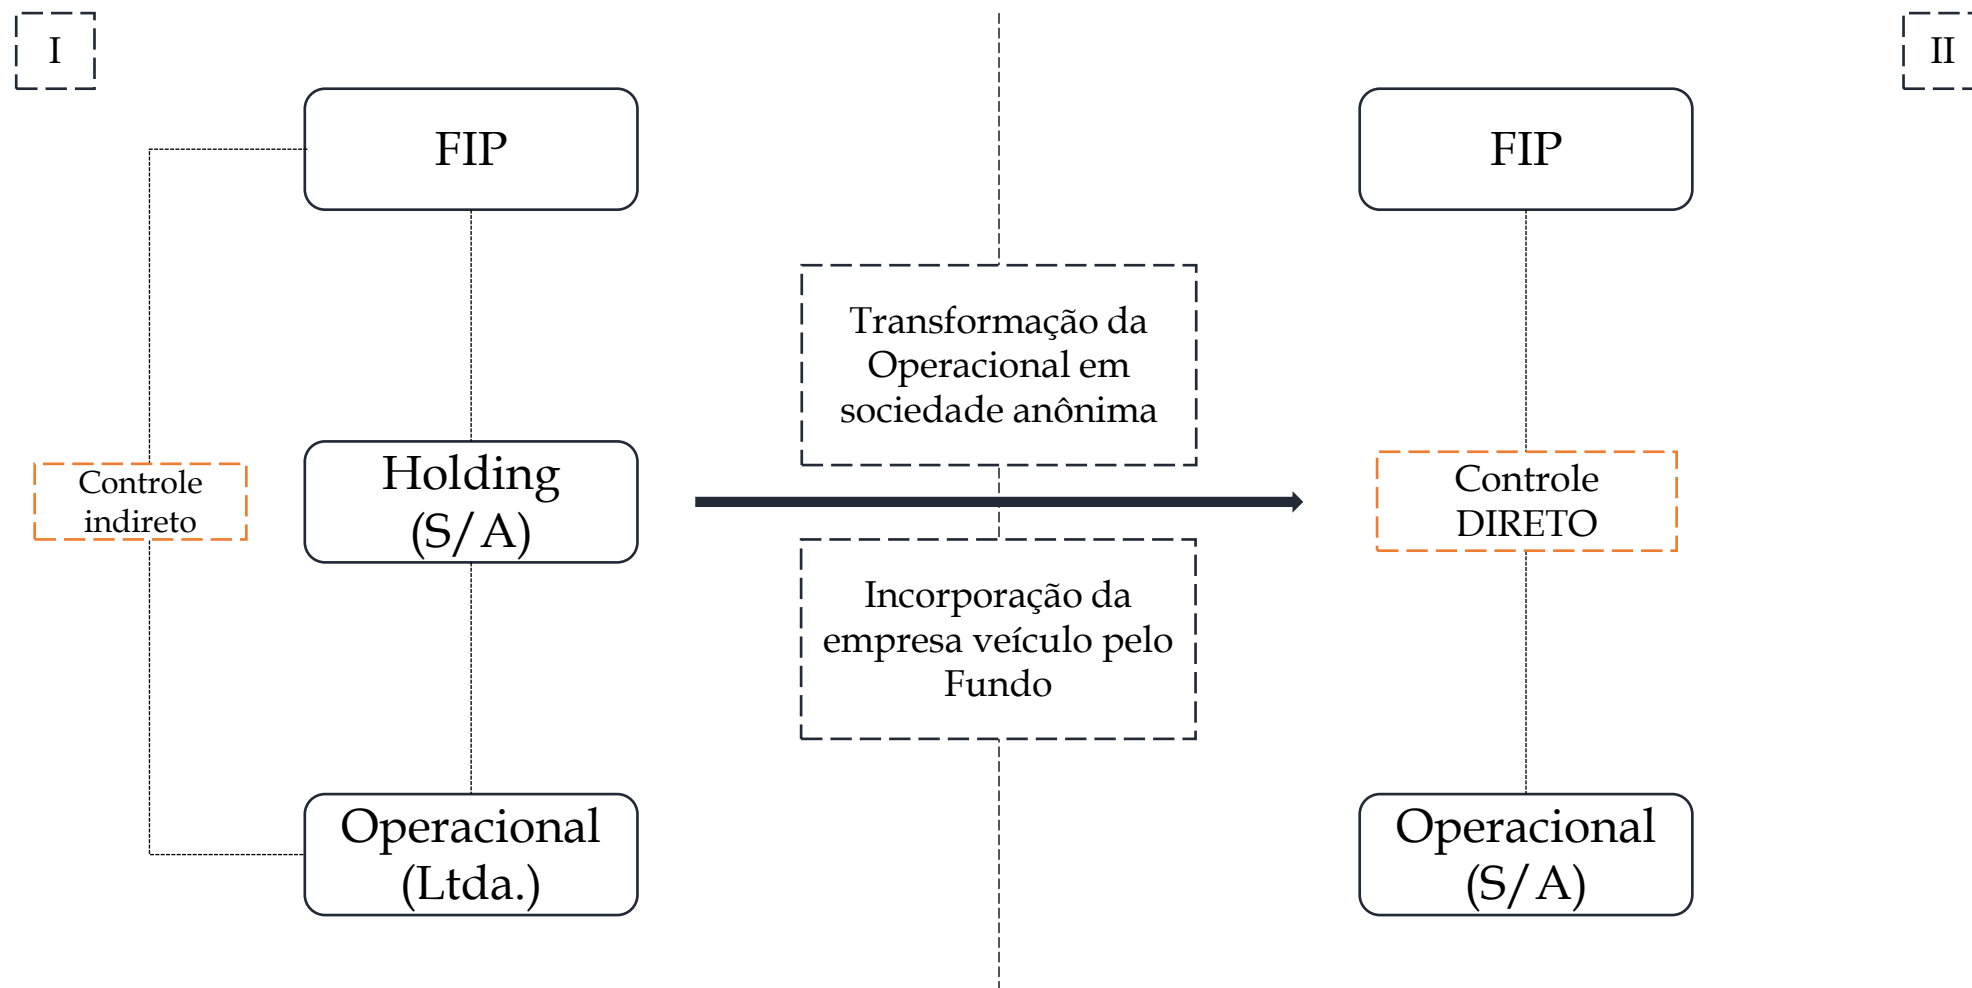 I
II
FIP
FIP
Transformação da
Operacional em
sociedade anônima
Controle
indireto
Holding
(S/A)
Controle
DIRETO
Incorporação da
empresa veículo pelo
Fundo
Operacional
(Ltda.)
Operacional
(S/A)